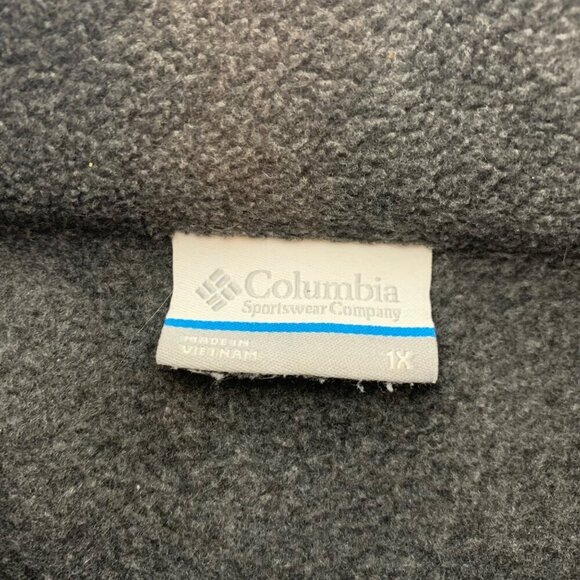 Columbia
Sportswear Company
MADE IN
VIETNAM
1X